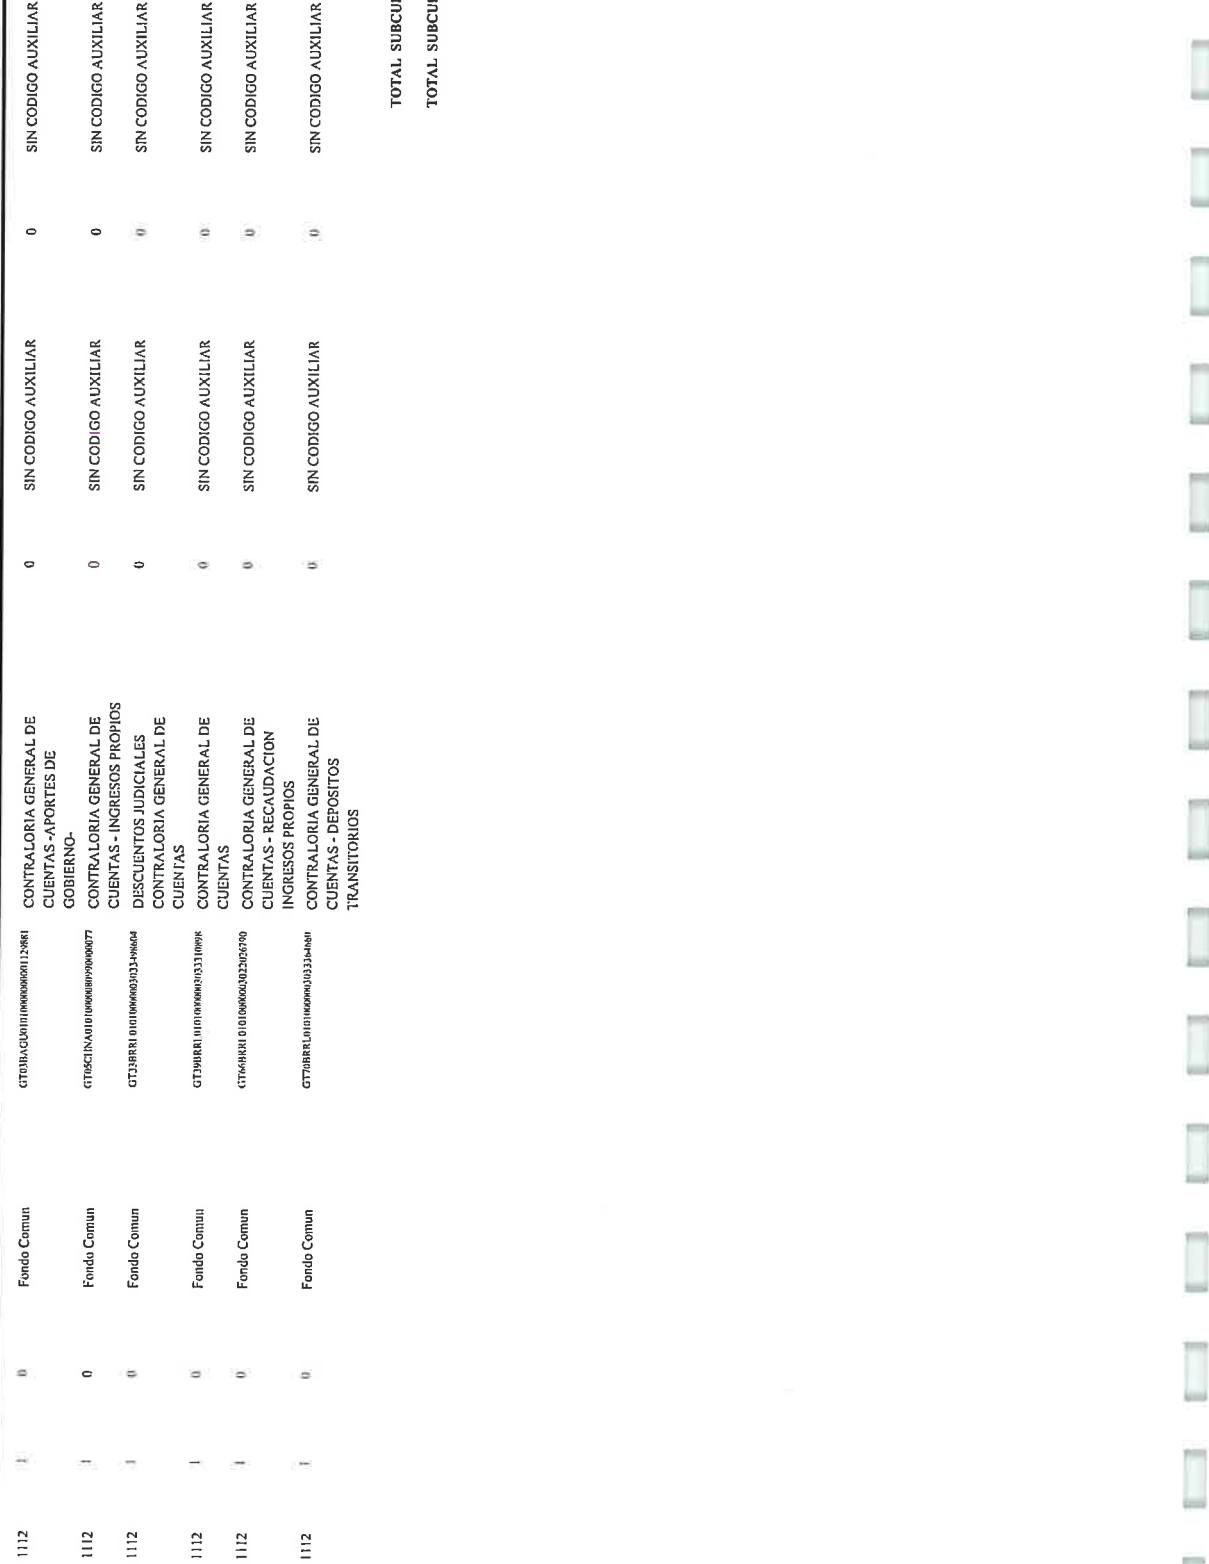 1112 1 0 Fondo Comun CONTRALORIA GENERAL DE 0 SIN CODIGO AUXILIAR 0 SIN CODIGO AUXILIAR
CUENTAS -APORTES DE
GOBIERNO-
1112 1 0 Fondo Comun CONTRALORIA GENERAL DE 0 SIN CODIGO AUXILIAR 0 SIN CODIGO AUXILIAR
CUENTAS - INGRESOS PROPIOS
1112 1 0 Fondo Comun DESCUENTOS JUDICIALES 0 SIN CODIGO AUXILIAR 0 SIN CODIGO AUXILIAR
CONTRALORIA GENERAL DE
CUENTAS
1112 1 0 Fondo Comun CONTRALORIA GENERAL DE 0 SIN CODIGO AUXILIAR 0 SIN CODIGO AUXILIAR
CUENTAS
1112 1 0 Fondo Comun CONTRALORIA GENERAL DE 0 SIN CODIGO AUXILIAR 0 SIN CODIGO AUXILIAR
CUENTAS - RECAUDACION
INGRESOS PROPIOS
1112 1 0 Fondo Comun CONTRALORIA GENERAL DE 0 SIN CODIGO AUXILIAR 0 SIN CODIGO AUXILIAR
CUENTAS - DEPOSITOS
TRANSITORIOS
TOTAL
TOTAL